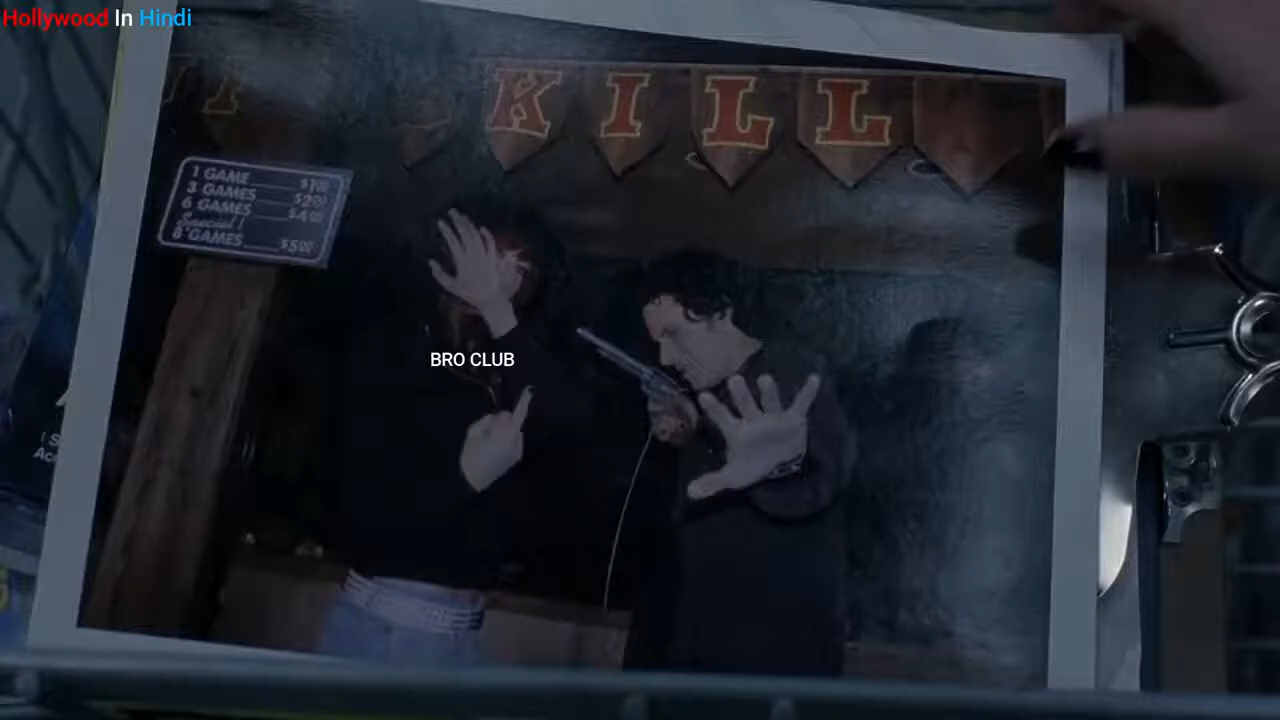 Hollywood In Hindi
KILL
1 GAME $1.00
3 GAMES $2.00
6 GAMES $4.00
Special!
8 GAMES $5.00
BRO CLUB